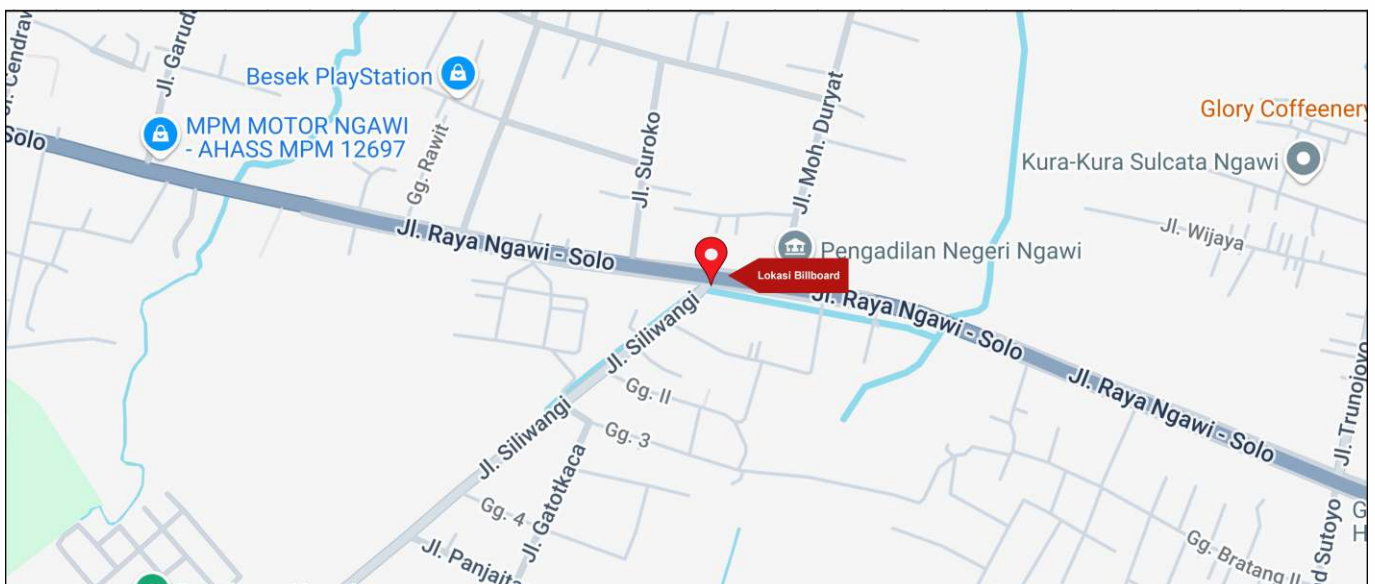 Jl. Garuda
Besek PlayStation
MPM MOTOR NGAWI
- AHASS MPM 12697
Solo
Gg. Rawit
Jl. Suroko
Jl. Moh. Duryat
Glory Coffeenery
Kura-Kura Sulcata Ngawi
Jl. Wijaya
Jl. Raya Ngawi - Solo
Pengadilan Negeri Ngawi
Lokasi Billboard
Jl. Raya Ngawi - Solo
Jl. Siliwangi
Jl. Raya Ngawi - Solo
Jl. Trunojoyo
Gg. II
Jl. Siliwangi
Gg. 3
Jl. Gatotkaca
Gg. 4
Jl. Panjaita
Gg. Bratang II
d Sutoyo
G
H